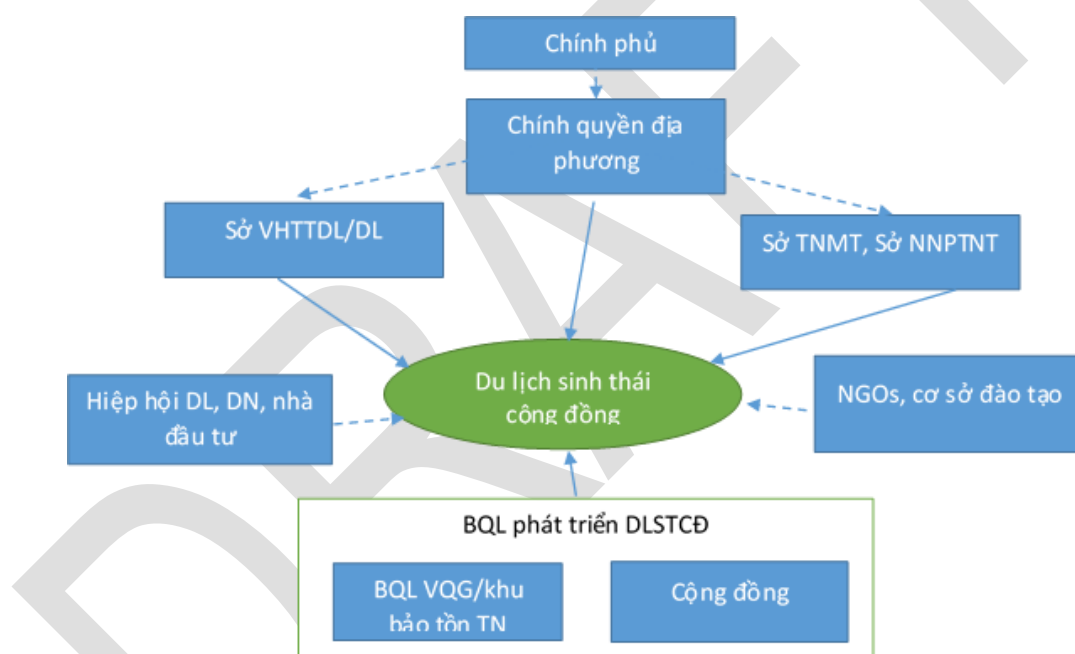 Chính phủ
Chính quyền địa
phương
Sở VHTTDL/DL
Sở TNMT, Sở NNPTNT
Du lịch sinh thái
cộng đồng
Hiệp hội DL, DN, nhà
đầu tư
NGOs, cơ sở đào tạo
BQL phát triển DLSTCĐ
BQL VQG/khu
bảo tồn TN
Cộng đồng
DRAFT